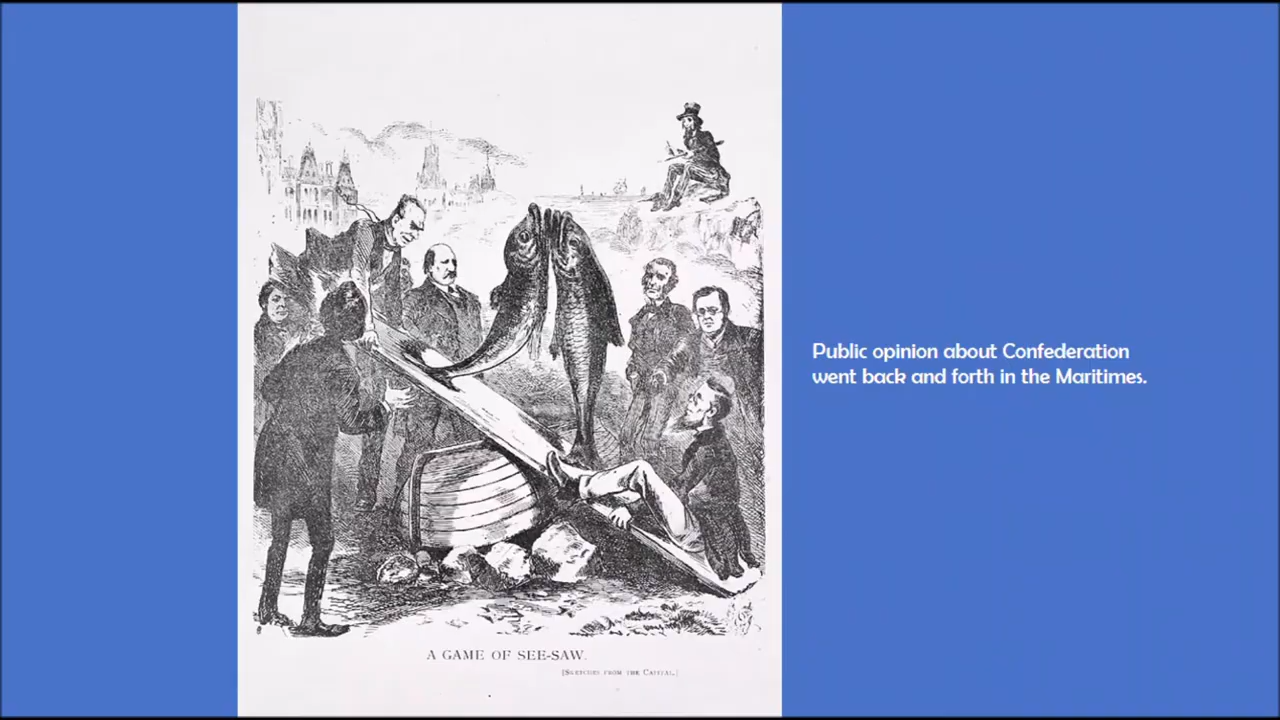 Public opinion about Confederation
went back and forth in the Maritimes.
A GAME OF SEE-SAW.
[Sketches from the Capital.]